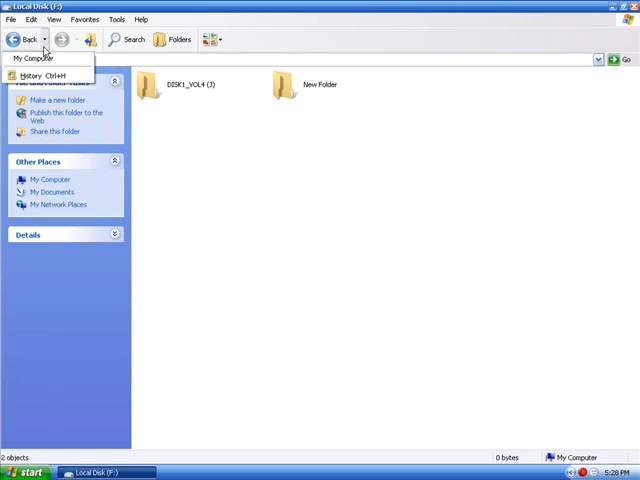 Local Disk (F:)
File Edit View Favorites Tools Help
Back Search Folders
My Computer
History Ctrl+H
Go
Make a new folder
Publish this folder to the
Web
Share this folder
Other Places
My Computer
My Documents
My Network Places
Details
DISK1_VOL4 (J)
New Folder
2 objects
0 bytes
My Computer
start
Local Disk (F:)
5:28 PM